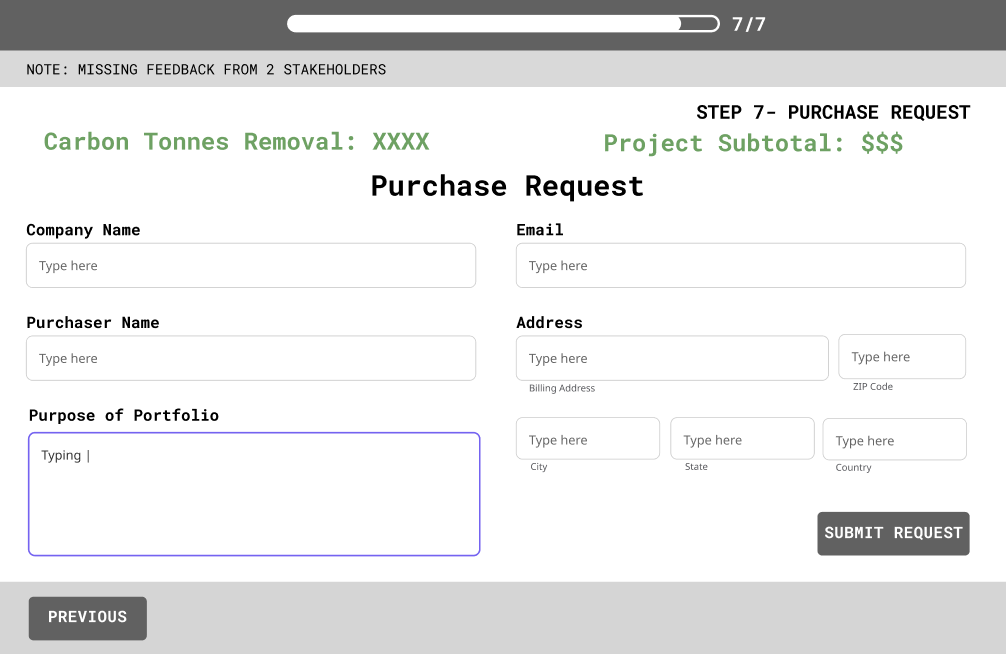 7/7
NOTE: MISSING FEEDBACK FROM 2 STAKEHOLDERS
STEP 7- PURCHASE REQUEST
Carbon Tonnes Removal: XXXX
Project Subtotal: $$$
Purchase Request
Company Name
Type here
Email
Type here
Purchaser Name
Type here
Address
Type here
Billing Address
Type here
ZIP Code
Purpose of Portfolio
Typing |
Type here
City
Type here
State
Type here
Country
SUBMIT REQUEST
PREVIOUS